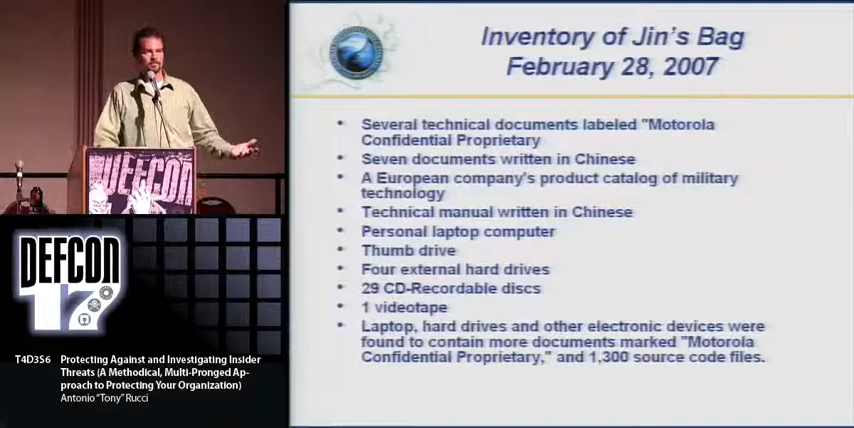 Inventory of Jin's Bag
February 28, 2007
• Several technical documents labeled "Motorola
Confidential Proprietary
• Seven documents written in Chinese
• A European company's product catalog of military
technology
• Technical manual written in Chinese
• Personal laptop computer
• Thumb drive
• Four external hard drives
• 29 CD-Recordable discs
• 1 videotape
• Laptop, hard drives and other electronic devices were
found to contain more documents marked "Motorola
Confidential Proprietary," and 1,300 source code files.
DEFCON
DEFCON
17
T4D3S6 Protecting Against and Investigating Insider
Threats (A Methodical, Multi-Pronged Ap-
proach to Protecting Your Organization)
Antonio "Tony" Rucci